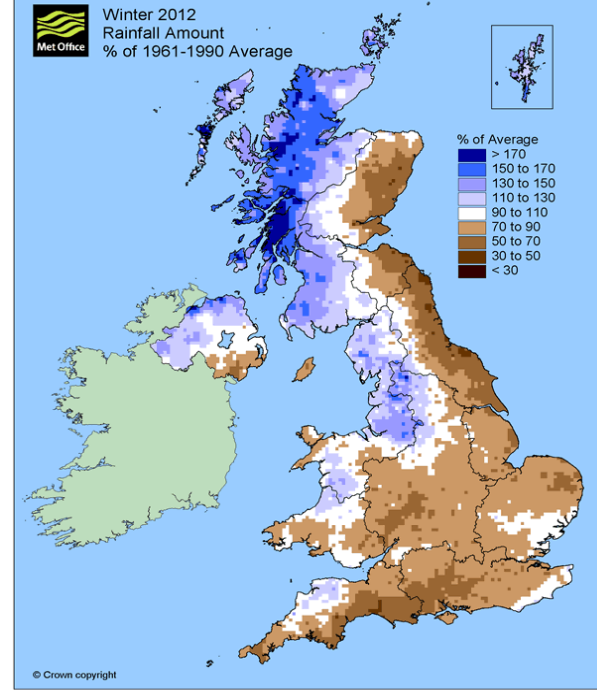 Met Office
Winter 2012
Rainfall Amount
% of 1961-1990 Average
% of Average
> 170
150 to 170
130 to 150
110 to 130
90 to 110
70 to 90
50 to 70
30 to 50
< 30
© Crown copyright